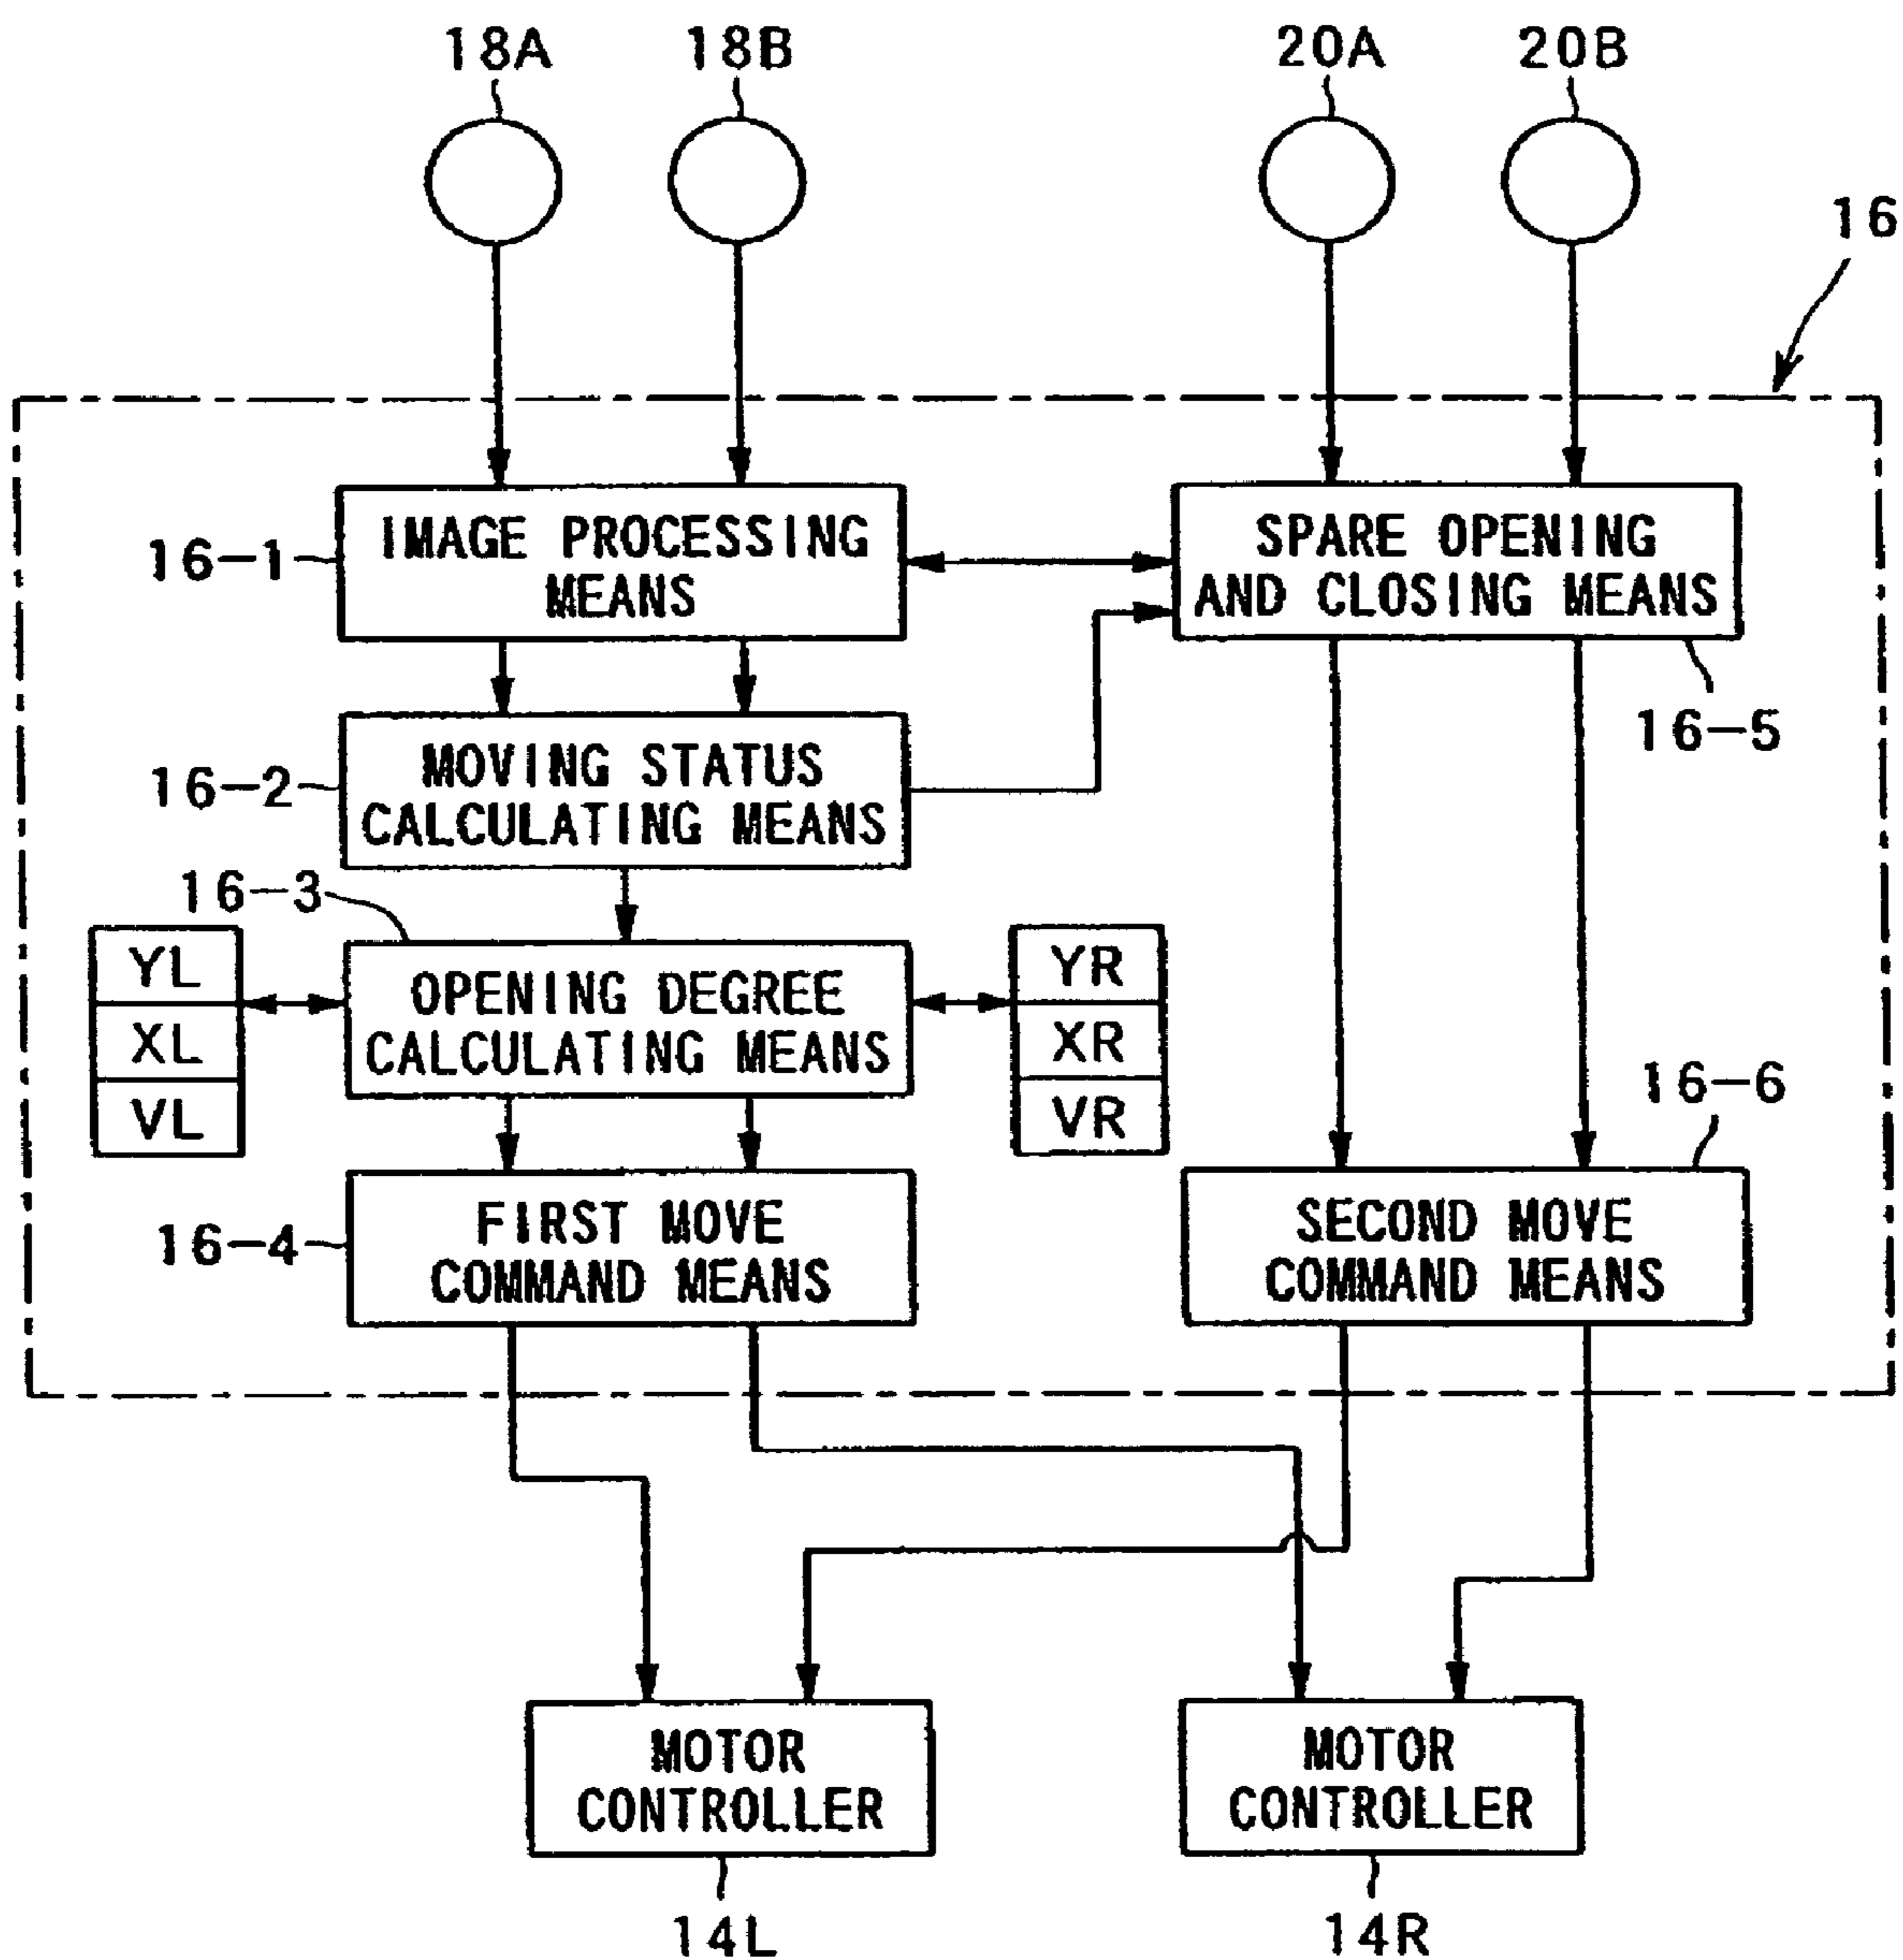 18A
18B
20A
20B
16
16-1
IMAGE PROCESSING
MEANS
SPARE OPENING
AND CLOSING MEANS
16-5
16-2
MOVING STATUS
CALCULATING MEANS
16-3
YL
XL
VL
OPENING DEGREE
CALCULATING MEANS
YR
XR
VR
16-6
16-4
FIRST MOVE
COMMAND MEANS
SECOND MOVE
COMMAND MEANS
MOTOR
CONTROLLER
MOTOR
CONTROLLER
14L
14R